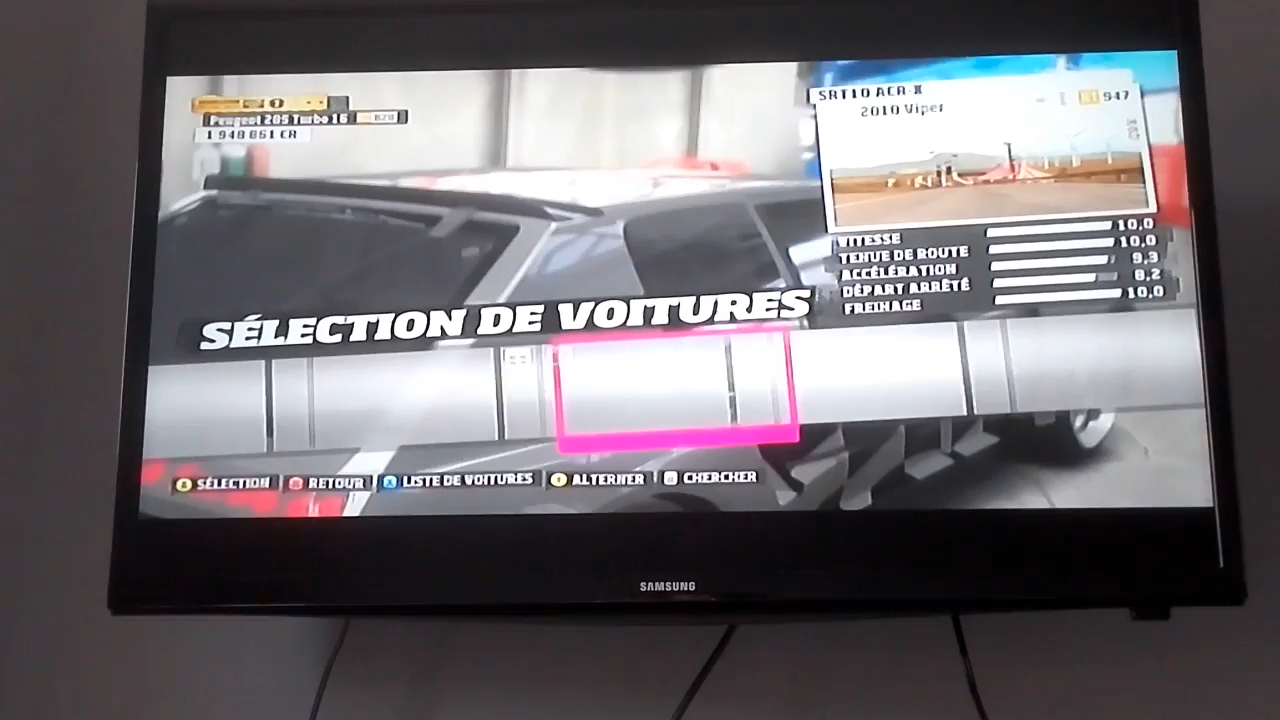 Peugeot 205 Turbo 16 B20
1 948 861 CR
SRT10 ACR-X
2010 Viper
R1 947
VITESSE 10,0
TENUE DE ROUTE 10,0
ACCÉLÉRATION 9,3
DÉPART ARRÊTÉ 8,2
FREINAGE 10,0
SÉLECTION DE VOITURES
A SÉLECTION
B RETOUR
X LISTE DE VOITURES
Y ALTERNER
CHERCHER
SAMSUNG